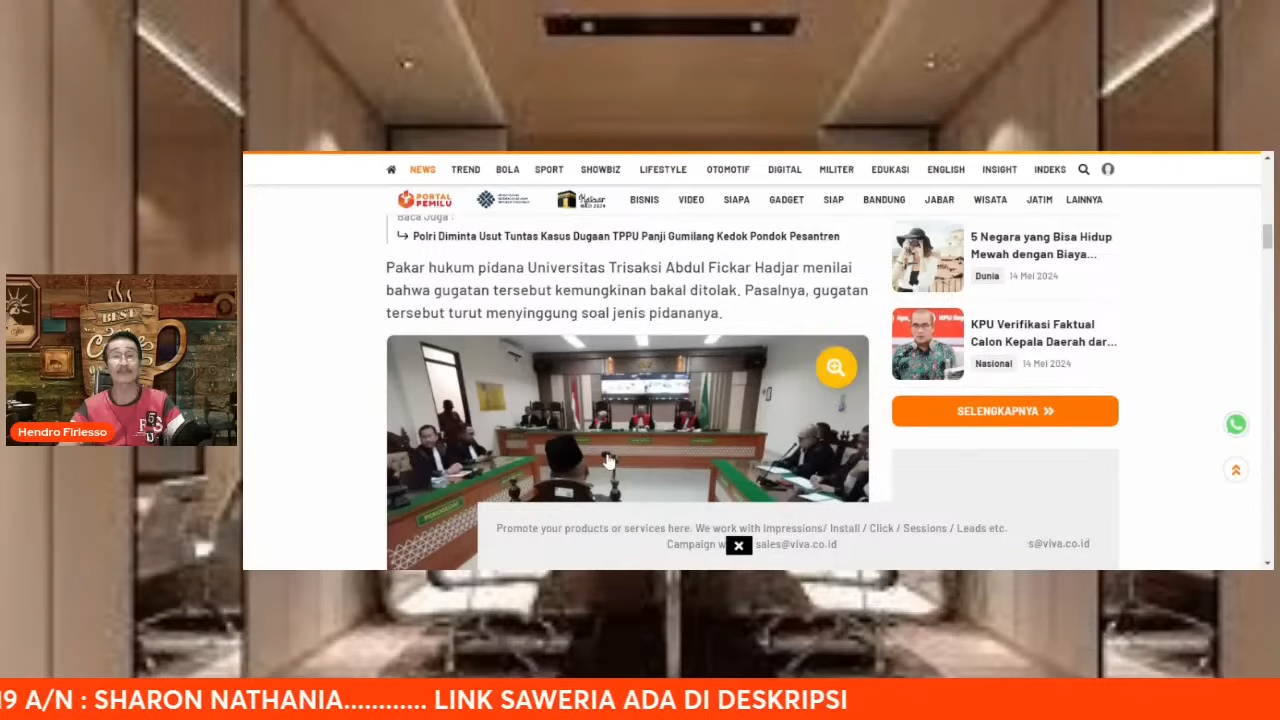 NEWS TREND BOLA SPORT SHOWBIZ LIFESTYLE OTOMOTIF DIGITAL MILITER EDUKASI ENGLISH INSIGHT INDEKS
PORTAL PEMILU BISNIS VIDEO SIAPA GADGET SIAP BANDUNG JABAR WISATA JATIM LAINNYA
Baca Juga :
Polri Diminta Usut Tuntas Kasus Dugaan TPPU Panji Gumilang Kedok Pondok Pesantren
Pakar hukum pidana Universitas Trisaksi Abdul Fickar Hadjar menilai
bahwa gugatan tersebut kemungkinan bakal ditolak. Pasalnya, gugatan
tersebut turut menyinggung soal jenis pidananya.
5 Negara yang Bisa Hidup
Mewah dengan Biaya...
Dunia 14 Mei 2024
KPU Verifikasi Faktual
Calon Kepala Daerah dar...
Nasional 14 Mei 2024
SELENGKAPNYA
Promote your products or services here. We work with Impressions/ Install / Click / Sessions / Leads etc.
Campaign w sales@viva.co.id
s@viva.co.id
BEST
Hendro Firlesso
19 A/N : SHARON NATHANIA............ LINK SAWERIA ADA DI DESKRIPSI